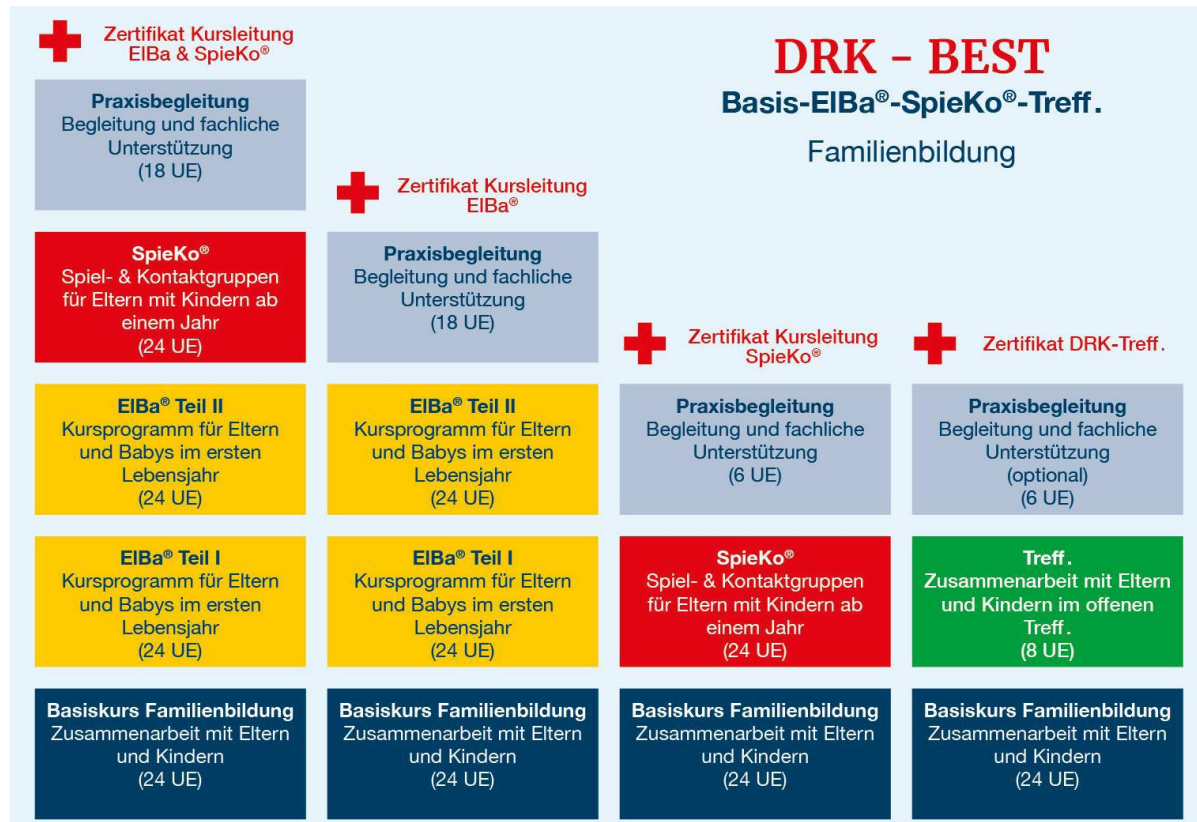 DRK – BEST
Basis-ElBa®-SpieKo®-Treff.
Familienbildung
Zertifikat Kursleitung
ElBa & SpieKo®
Praxisbegleitung
Begleitung und fachliche
Unterstützung
(18 UE)
SpieKo®
Spiel- & Kontaktgruppen
für Eltern mit Kindern ab
einem Jahr
(24 UE)
ElBa® Teil II
Kursprogramm für Eltern
und Babys im ersten
Lebensjahr
(24 UE)
ElBa® Teil I
Kursprogramm für Eltern
und Babys im ersten
Lebensjahr
(24 UE)
Basiskurs Familienbildung
Zusammenarbeit mit Eltern
und Kindern
(24 UE)
Zertifikat Kursleitung
ElBa®
Praxisbegleitung
Begleitung und fachliche
Unterstützung
(18 UE)
ElBa® Teil II
Kursprogramm für Eltern
und Babys im ersten
Lebensjahr
(24 UE)
ElBa® Teil I
Kursprogramm für Eltern
und Babys im ersten
Lebensjahr
(24 UE)
Basiskurs Familienbildung
Zusammenarbeit mit Eltern
und Kindern
(24 UE)
Zertifikat Kursleitung
SpieKo®
Praxisbegleitung
Begleitung und fachliche
Unterstützung
(6 UE)
SpieKo®
Spiel- & Kontaktgruppen
für Eltern mit Kindern ab
einem Jahr
(24 UE)
Basiskurs Familienbildung
Zusammenarbeit mit Eltern
und Kindern
(24 UE)
Zertifikat DRK-Treff.
Praxisbegleitung
Begleitung und fachliche
Unterstützung
(optional)
(6 UE)
Treff.
Zusammenarbeit mit Eltern
und Kindern im offenen
Treff.
(8 UE)
Basiskurs Familienbildung
Zusammenarbeit mit Eltern
und Kindern
(24 UE)